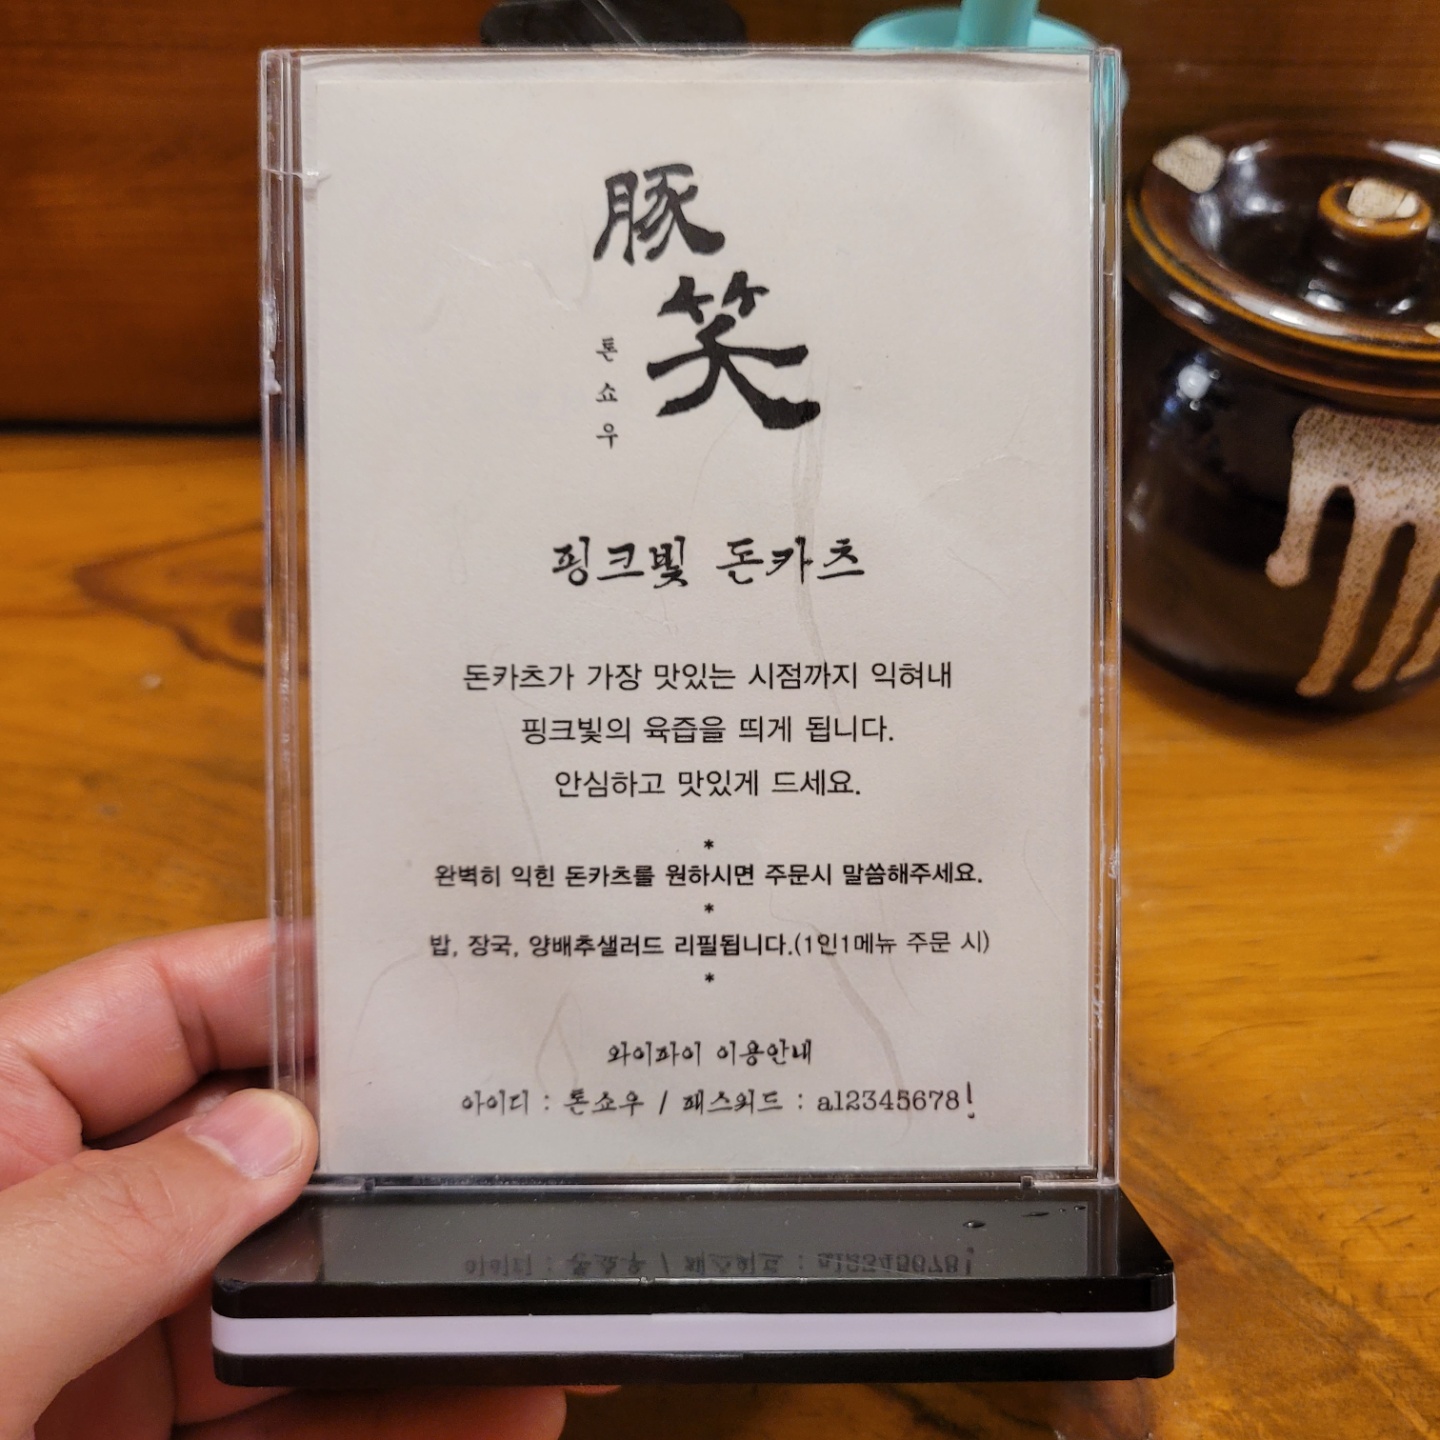 豚
笑
톤
쇼
우
핑크빛 돈카츠
돈카츠가 가장 맛있는 시점까지 익혀내
핑크빛의 육즙을 띄게 됩니다.
안심하고 맛있게 드세요.
*
완벽히 익힌 돈카츠를 원하시면 주문시 말씀해주세요.
*
밥, 장국, 양배추샐러드 리필됩니다.(1인1메뉴 주문 시)
*
와이파이 이용안내
아이디 : 톤쇼우 / 패스워드 : a12345678!